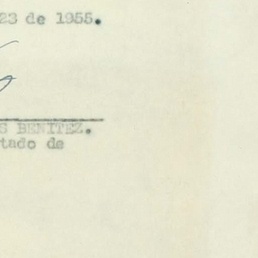 23 de 1955.
S BENITEZ.
tado de